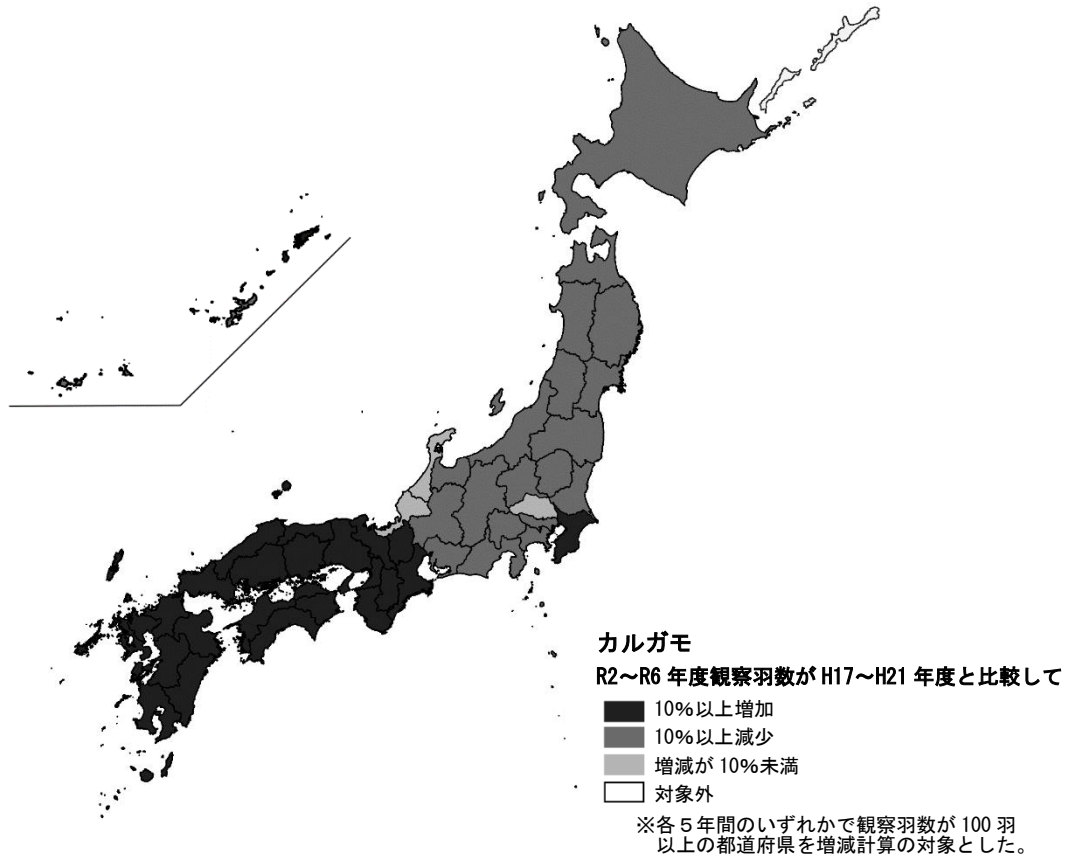 カルガモ
R2～R6 年度観察羽数が H17～H21 年度と比較して
10%以上増加
10%以上減少
増減が 10%未満
対象外
※各５年間のいずれかで観察羽数が 100 羽
以上の都道府県を増減計算の対象とした。